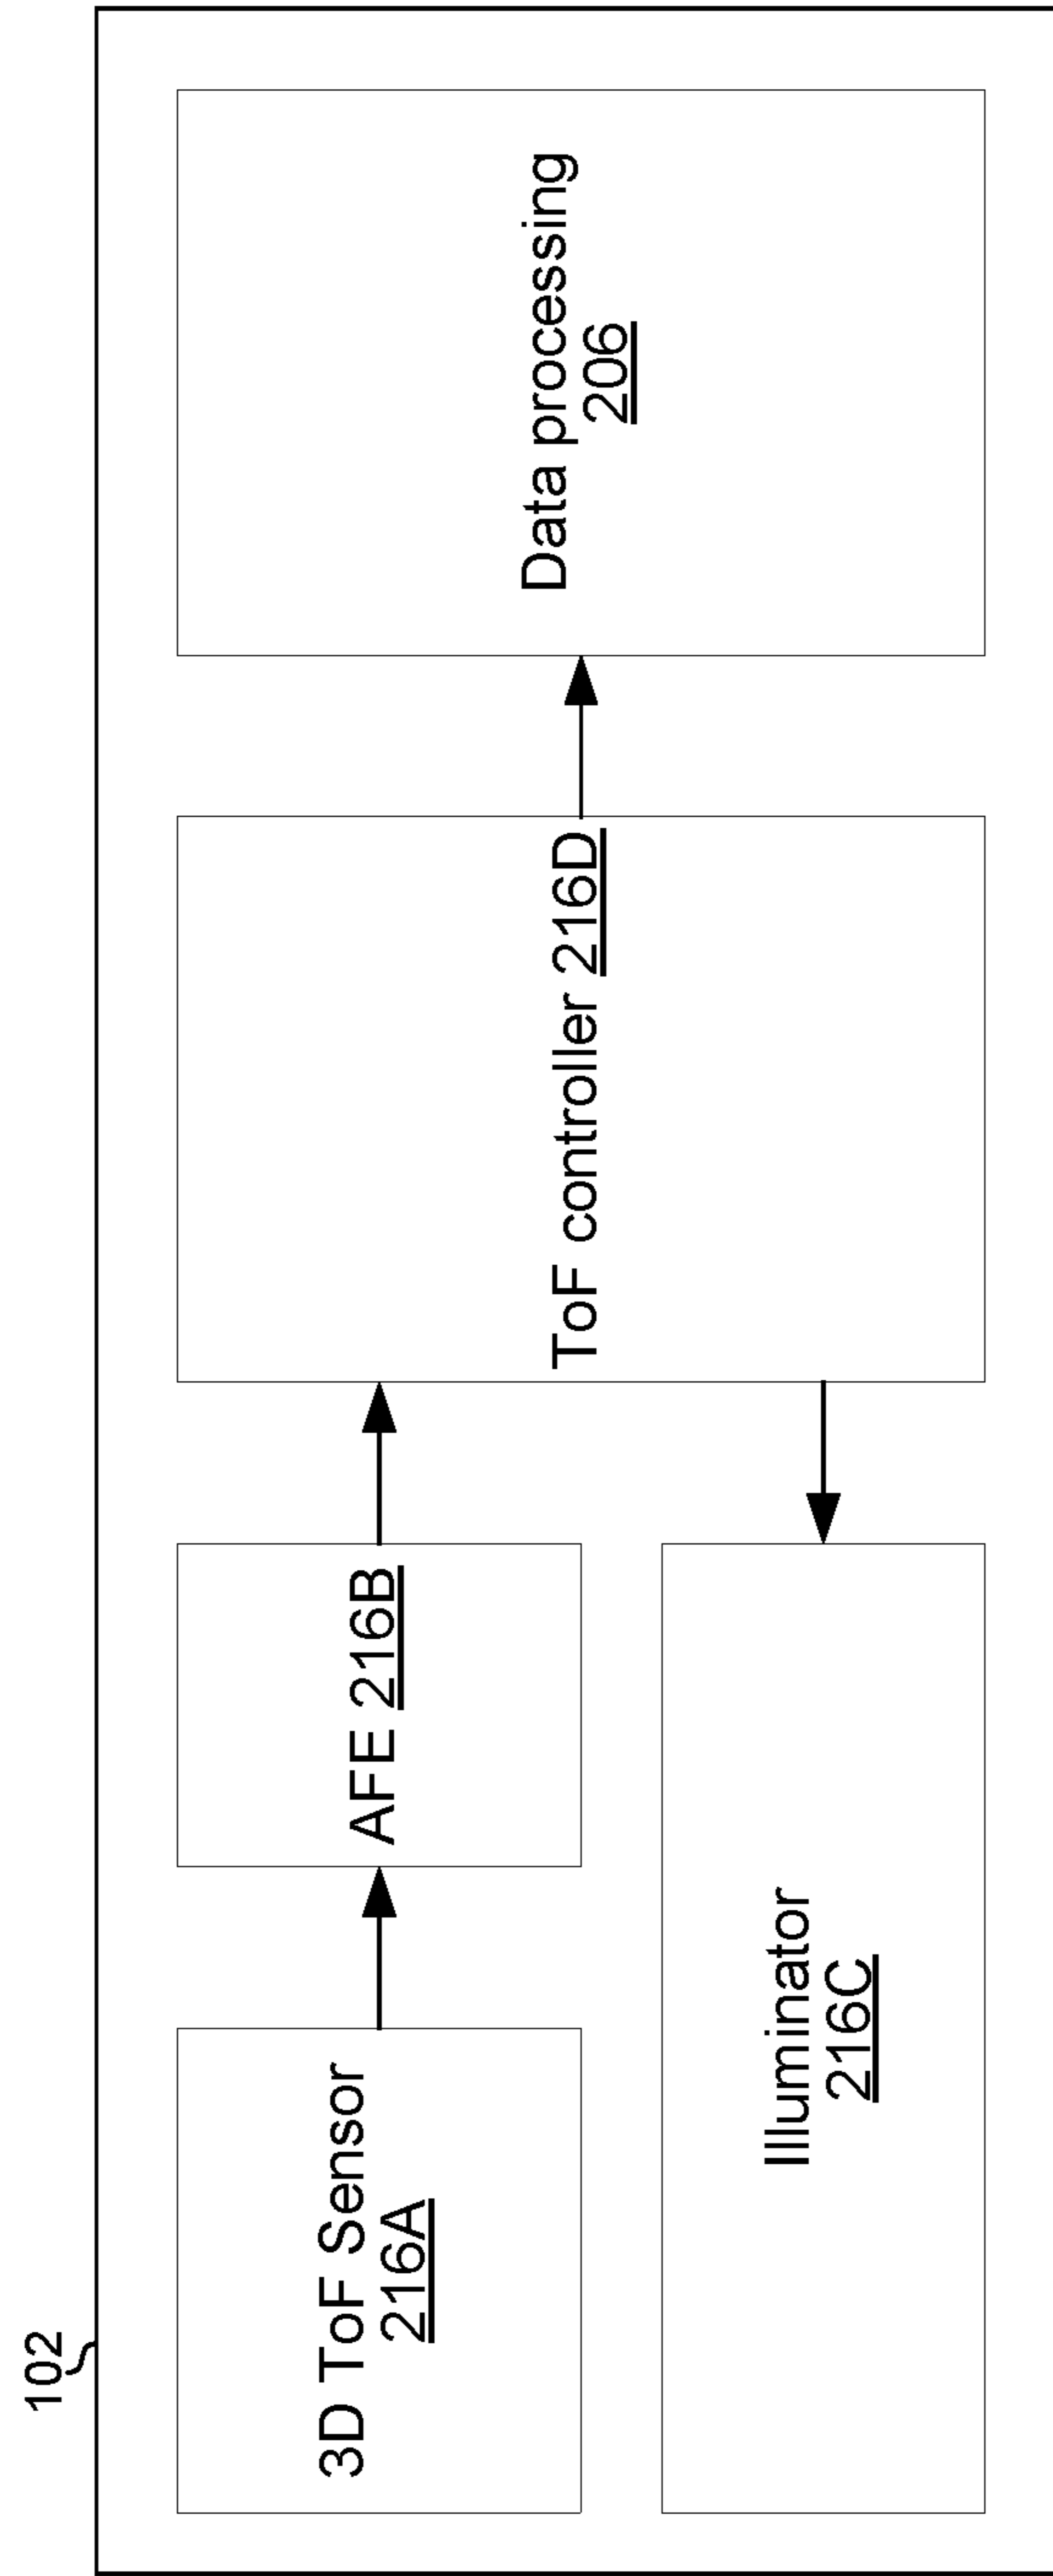 102
3D ToF Sensor
216A
AFE 216B
ToF controller 216D
Data processing
206
Illuminator
216C